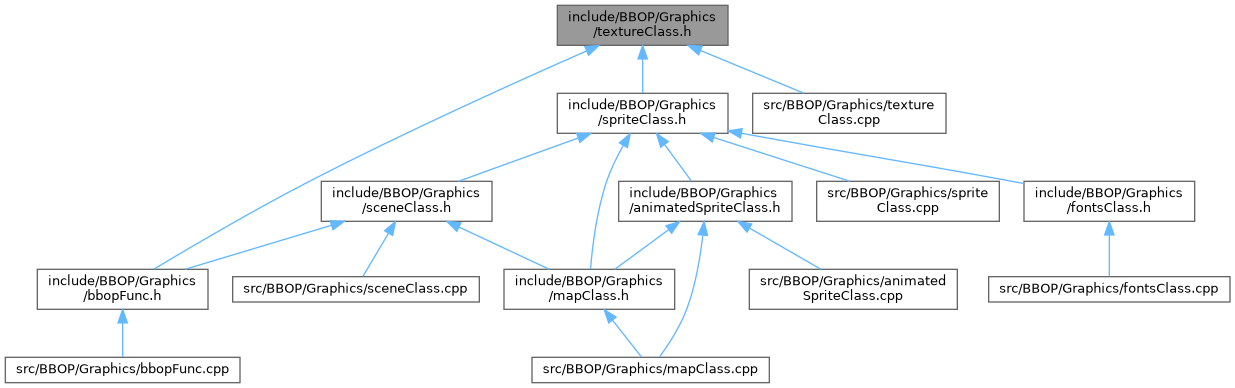 include/BBOP/Graphics
/textureClass.h
include/BBOP/Graphics
/spriteClass.h
src/BBOP/Graphics/texture
Class.cpp
include/BBOP/Graphics
/sceneClass.h
include/BBOP/Graphics
/animatedSpriteClass.h
src/BBOP/Graphics/sprite
Class.cpp
include/BBOP/Graphics
/fontsClass.h
include/BBOP/Graphics
/bbopFunc.h
src/BBOP/Graphics/sceneClass.cpp
include/BBOP/Graphics
/mapClass.h
src/BBOP/Graphics/animated
SpriteClass.cpp
src/BBOP/Graphics/fontsClass.cpp
src/BBOP/Graphics/bbopFunc.cpp
src/BBOP/Graphics/mapClass.cpp